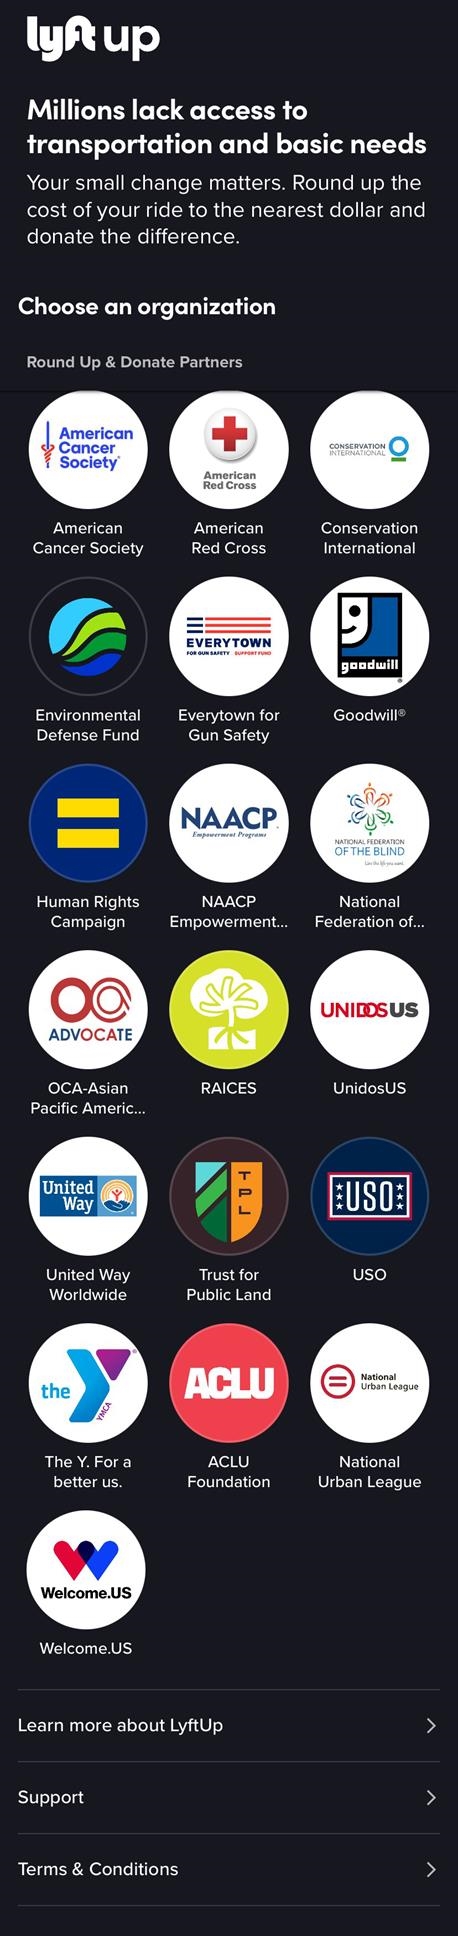 lyft up
Millions lack access to
transportation and basic needs
Your small change matters. Round up the
cost of your ride to the nearest dollar and
donate the difference.
Choose an organization
Round Up & Donate Partners
American
Cancer
Society®
American
Red Cross
CONSERVATION
INTERNATIONAL
American
Cancer Society
American
Red Cross
Conservation
International
EVERYTOWN
FOR GUN SAFETY SUPPORT FUND
goodwill
®
Environmental
Defense Fund
Everytown for
Gun Safety
Goodwill®
NAACP
Empowerment Programs
NATIONAL FEDERATION
OF THE BLIND
Live the life you want.
Human Rights
Campaign
NAACP
Empowerment...
National
Federation of...
OCA
ADVOCATE
UNIDOSUS
OCA-Asian
Pacific Americ...
RAICES
UnidosUS
United
Way
TPL
USO
United Way
Worldwide
Trust for
Public Land
USO
the Y
YMCA
®
ACLU
National
Urban League
The Y. For a
better us.
ACLU
Foundation
National
Urban League
Welcome.US
Welcome.US
Learn more about LyftUp
Support
Terms & Conditions